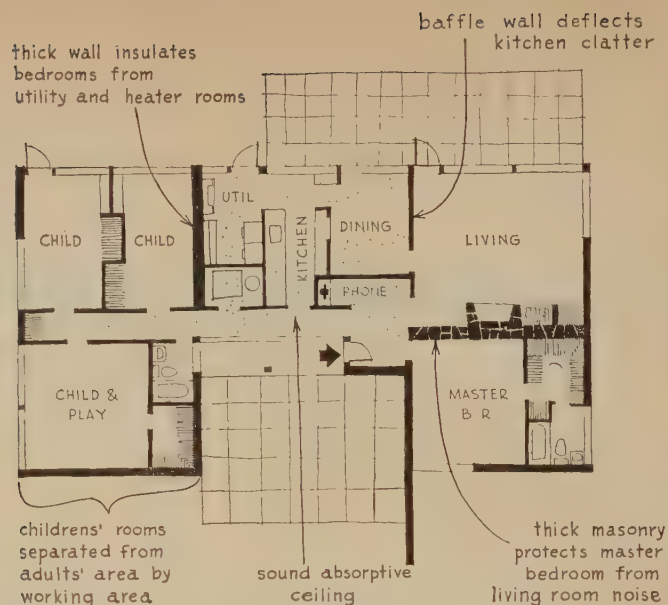 baffle wall deflects
kitchen clatter
thick wall insulates
bedrooms from
utility and heater rooms
UTIL
CHILD
CHILD
KITCHEN
DINING
LIVING
PHONE
CHILD &
PLAY
MASTER
B R
childrens' rooms
separated from
adults' area by
working area
sound absorptive
ceiling
thick masonry
protects master
bedroom from
living room noise